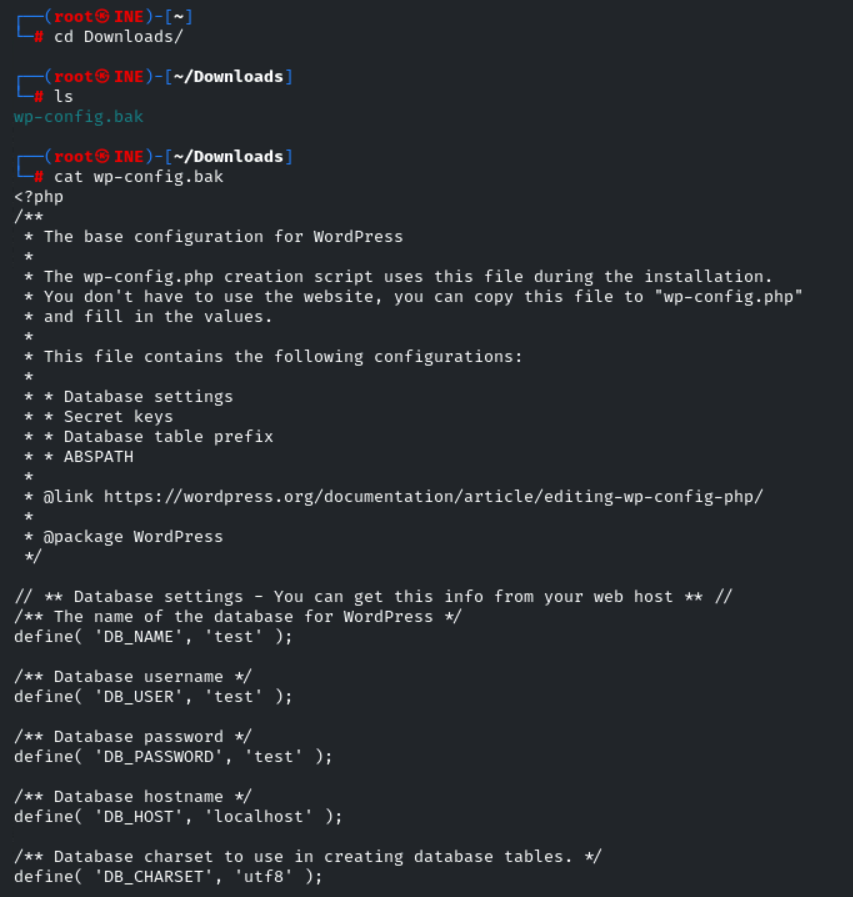 ┌──(root㉿INE)-[~]
└─# cd Downloads/
┌──(root㉿INE)-[~/Downloads]
└─# ls
wp-config.bak
┌──(root㉿INE)-[~/Downloads]
└─# cat wp-config.bak
<?php
/**
 * The base configuration for WordPress
 *
 * The wp-config.php creation script uses this file during the installation.
 * You don't have to use the website, you can copy this file to "wp-config.php"
 * and fill in the values.
 *
 * This file contains the following configurations:
 *
 * * Database settings
 * * Secret keys
 * * Database table prefix
 * * ABSPATH
 *
 * @link https://wordpress.org/documentation/article/editing-wp-config-php/
 *
 * @package WordPress
 */
// ** Database settings - You can get this info from your web host ** //
/** The name of the database for WordPress */
define( 'DB_NAME', 'test' );
/** Database username */
define( 'DB_USER', 'test' );
/** Database password */
define( 'DB_PASSWORD', 'test' );
/** Database hostname */
define( 'DB_HOST', 'localhost' );
/** Database charset to use in creating database tables. */
define( 'DB_CHARSET', 'utf8' );